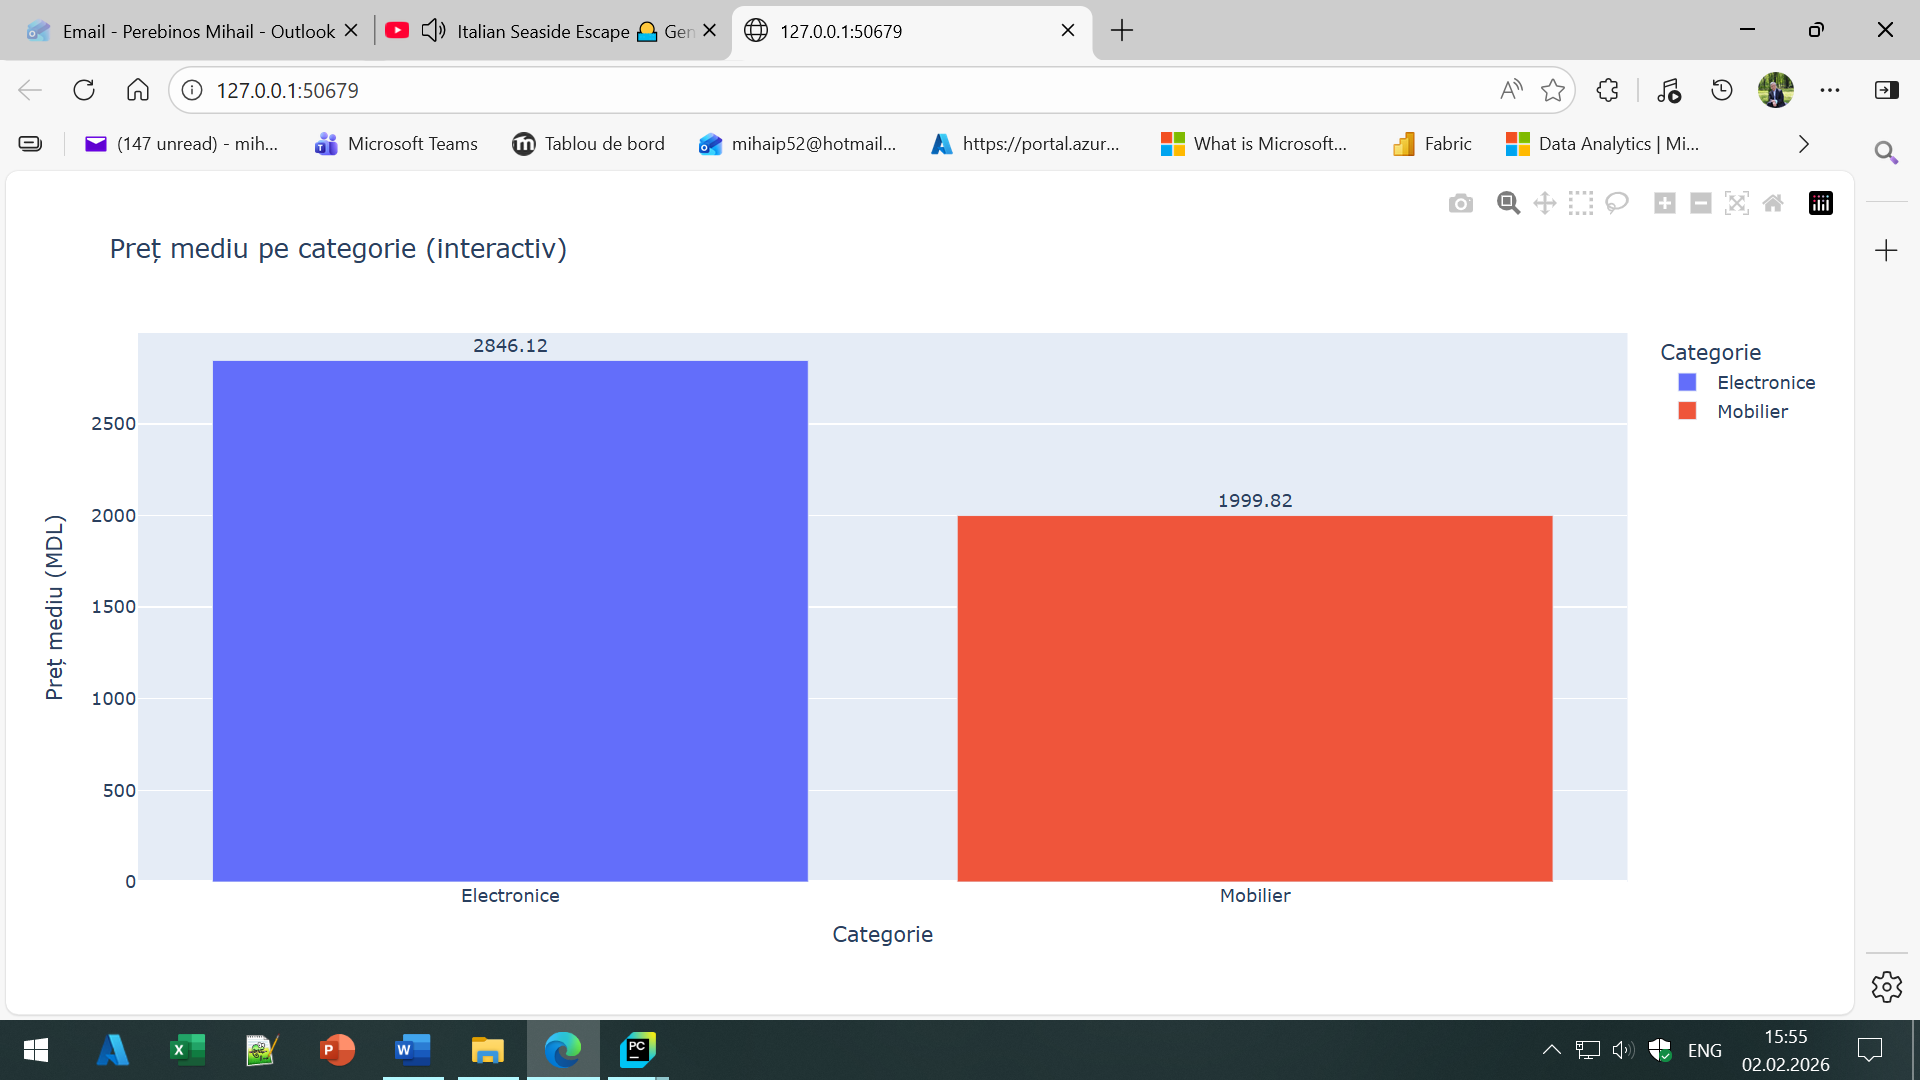 Email - Perebinos Mihail - Outlook
Italian Seaside Escape
127.0.0.1:50679
127.0.0.1:50679
(147 unread) - mih...
Microsoft Teams
Tablou de bord
mihaip52@hotmail...
https://portal.azur...
What is Microsoft...
Fabric
Data Analytics | Mi...
Preț mediu pe categorie (interactiv)
2846.12
1999.82
Categorie
Electronice
Mobilier
2500
2000
1500
1000
500
0
Preț mediu (MDL)
Electronice
Mobilier
Categorie
ENG
15:55
02.02.2026